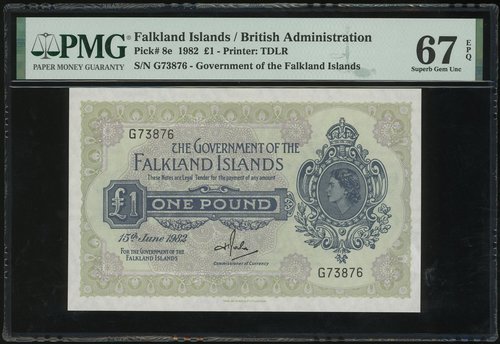 PMG
PAPER MONEY GUARANTY
Falkland Islands / British Administration
Pick# 8e 1982 £1 - Printer: TDLR
S/N G73876 - Government of the Falkland Islands
67 EPQ
Superb Gem Unc
G73876
THE GOVERNMENT OF THE
FALKLAND ISLANDS
These Notes are Legal Tender for the payment of any amount
£1 ONE POUND
15th June 1982
FOR THE GOVERNMENT OF THE
FALKLAND ISLANDS
Commissioner of Currency
G73876